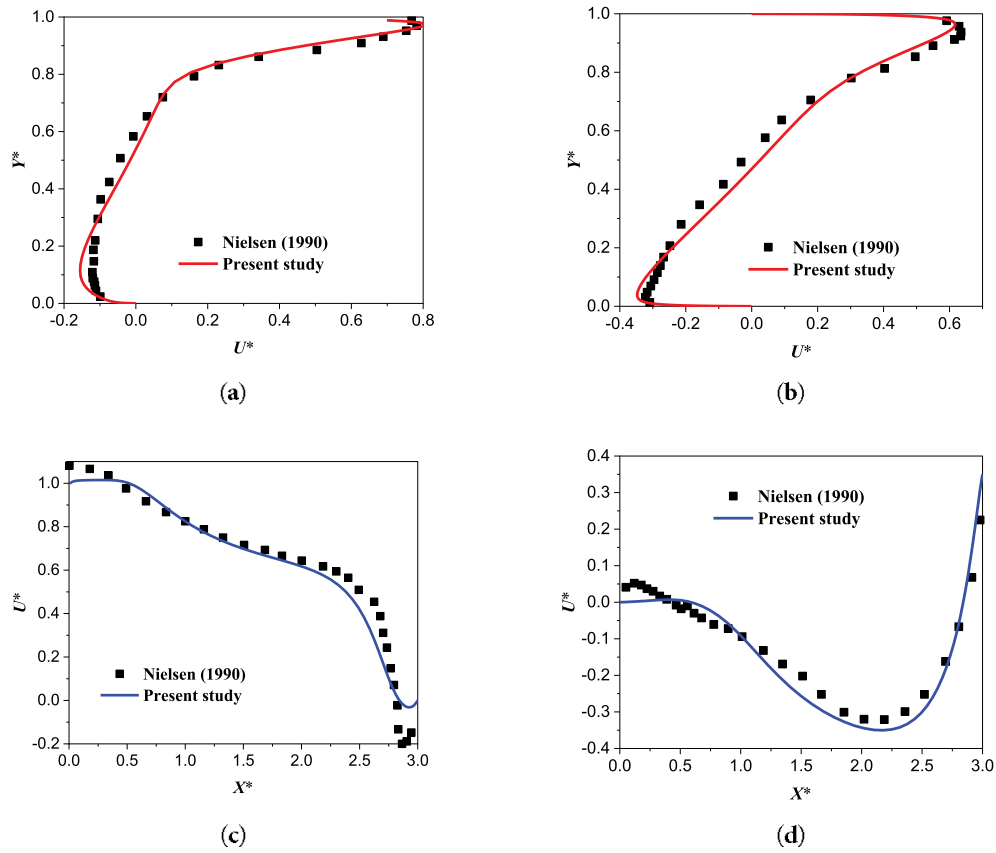 1.0
0.8
0.6
0.4
0.2
0.0
Y*
-0.2 0.0 0.2 0.4 0.6 0.8
U*
Nielsen (1990)
Present study
(a)
1.0
0.8
0.6
0.4
0.2
0.0
Y*
-0.4 -0.2 0.0 0.2 0.4 0.6
U*
Nielsen (1990)
Present study
(b)
1.0
0.8
0.6
0.4
0.2
0.0
-0.2
U*
0.0 0.5 1.0 1.5 2.0 2.5 3.0
X*
Nielsen (1990)
Present study
(c)
0.4
0.3
0.2
0.1
0.0
-0.1
-0.2
-0.3
-0.4
U*
0.0 0.5 1.0 1.5 2.0 2.5 3.0
X*
Nielsen (1990)
Present study
(d)